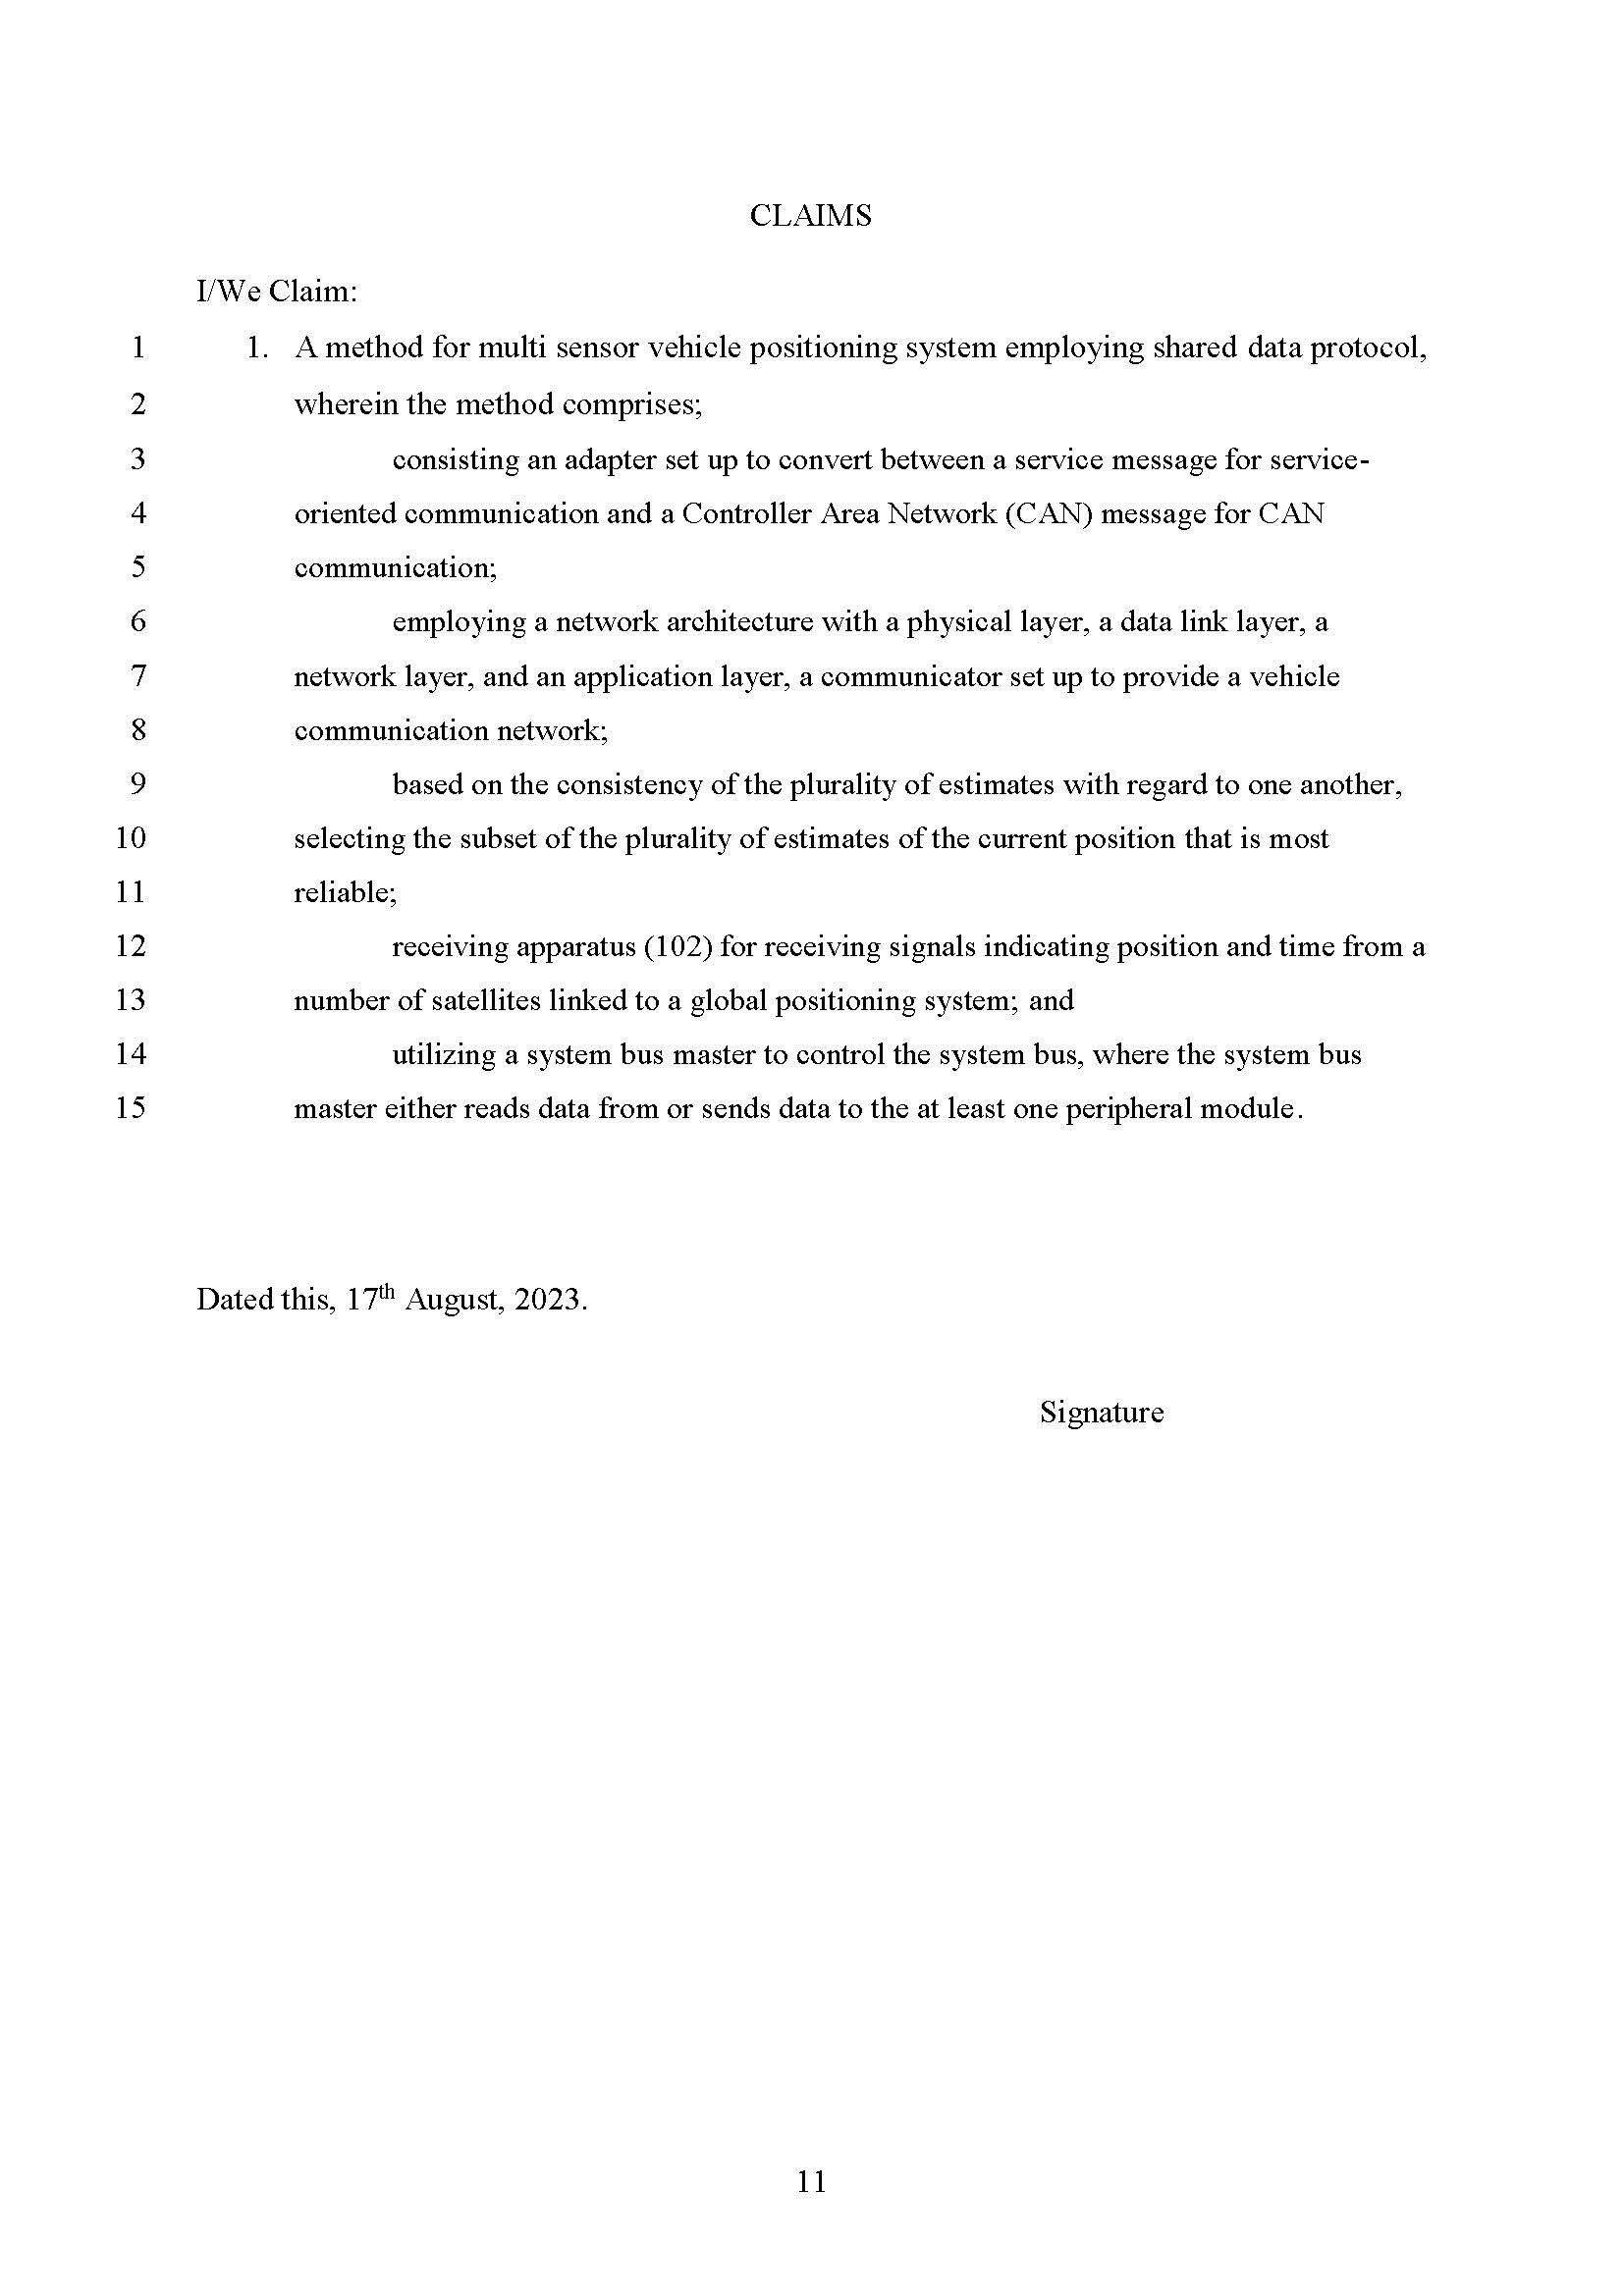 CLAIMS
I/We Claim:
1 1. A method for multi sensor vehicle positioning system employing shared data protocol,
2 wherein the method comprises;
3 consisting an adapter set up to convert between a service message for service-
4 oriented communication and a Controller Area Network (CAN) message for CAN
5 communication;
6 employing a network architecture with a physical layer, a data link layer, a
7 network layer, and an application layer, a communicator set up to provide a vehicle
8 communication network;
9 based on the consistency of the plurality of estimates with regard to one another,
10 selecting the subset of the plurality of estimates of the current position that is most
11 reliable;
12 receiving apparatus (102) for receiving signals indicating position and time from a
13 number of satellites linked to a global positioning system; and
14 utilizing a system bus master to control the system bus, where the system bus
15 master either reads data from or sends data to the at least one peripheral module.
Dated this, 17th August, 2023.
Signature
11